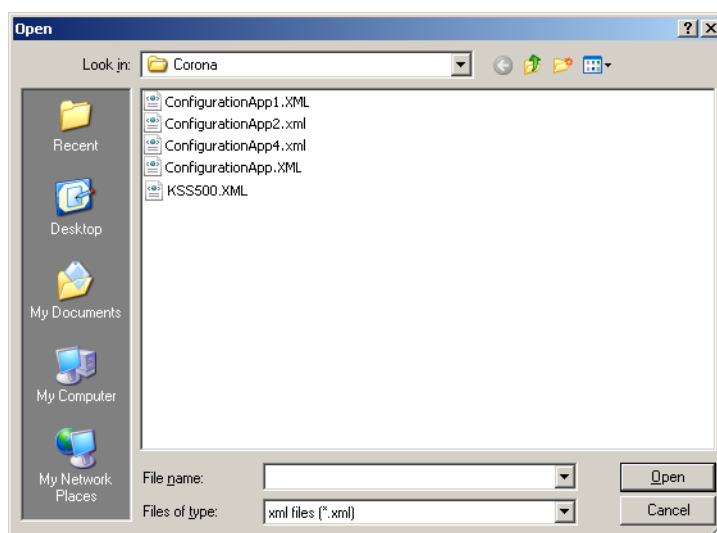 Open
Look in:
Corona
Recent
Desktop
My Documents
My Computer
My Network
Places
ConfigurationApp1.XML
ConfigurationApp2.xml
ConfigurationApp4.xml
ConfigurationApp.XML
KSS500.XML
File name:
Open
Files of type:
xml files (*.xml)
Cancel